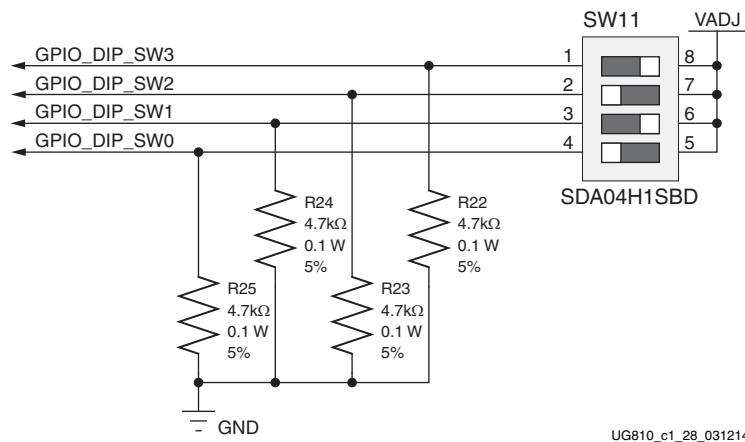 SW11
VADJ
GPIO_DIP_SW3
1
8
GPIO_DIP_SW2
2
7
GPIO_DIP_SW1
3
6
GPIO_DIP_SW0
4
5
SDA04H1SBD
R24
4.7kΩ
0.1 W
5%
R22
4.7kΩ
0.1 W
5%
R25
4.7kΩ
0.1 W
5%
R23
4.7kΩ
0.1 W
5%
GND
UG810_c1_28_031214